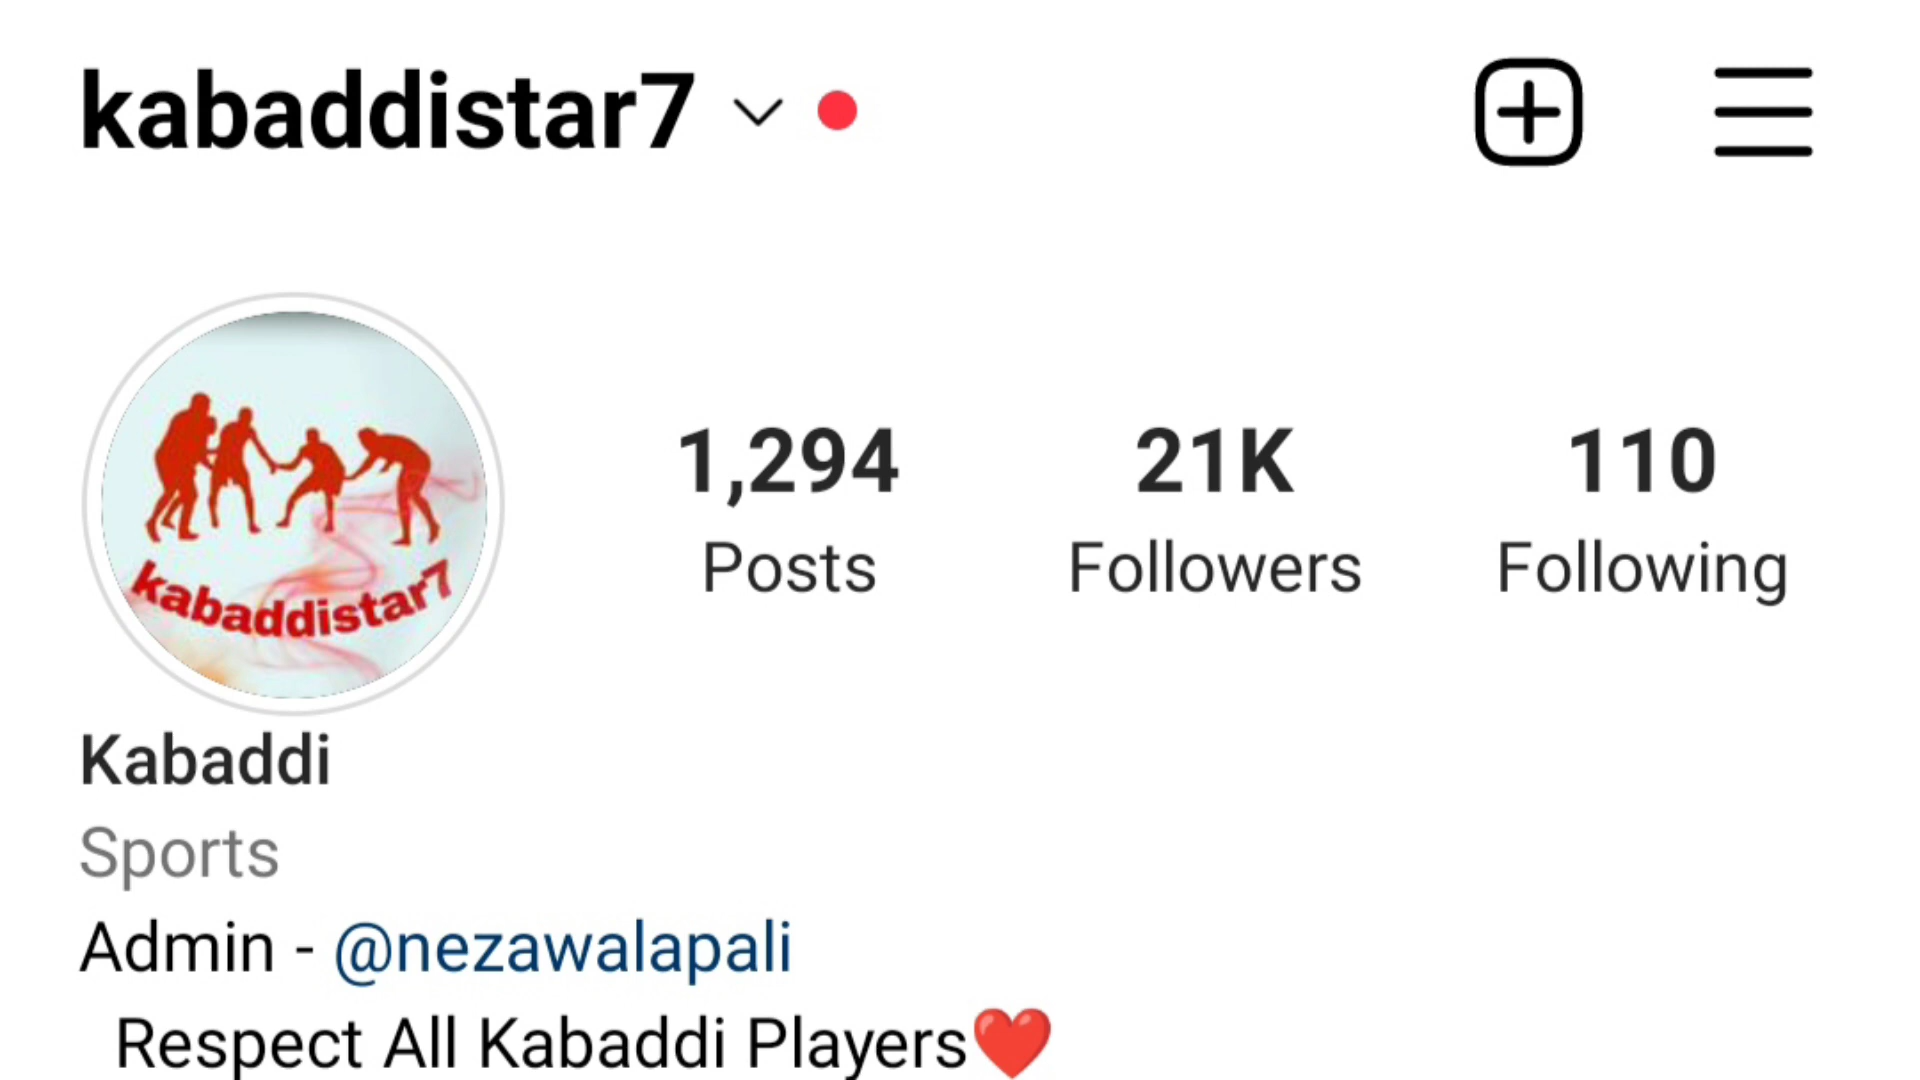 kabaddistar7
kabaddistar7
1,294
Posts
21K
Followers
110
Following
Kabaddi
Sports
Admin - @nezawalapali
Respect All Kabaddi Players❤️